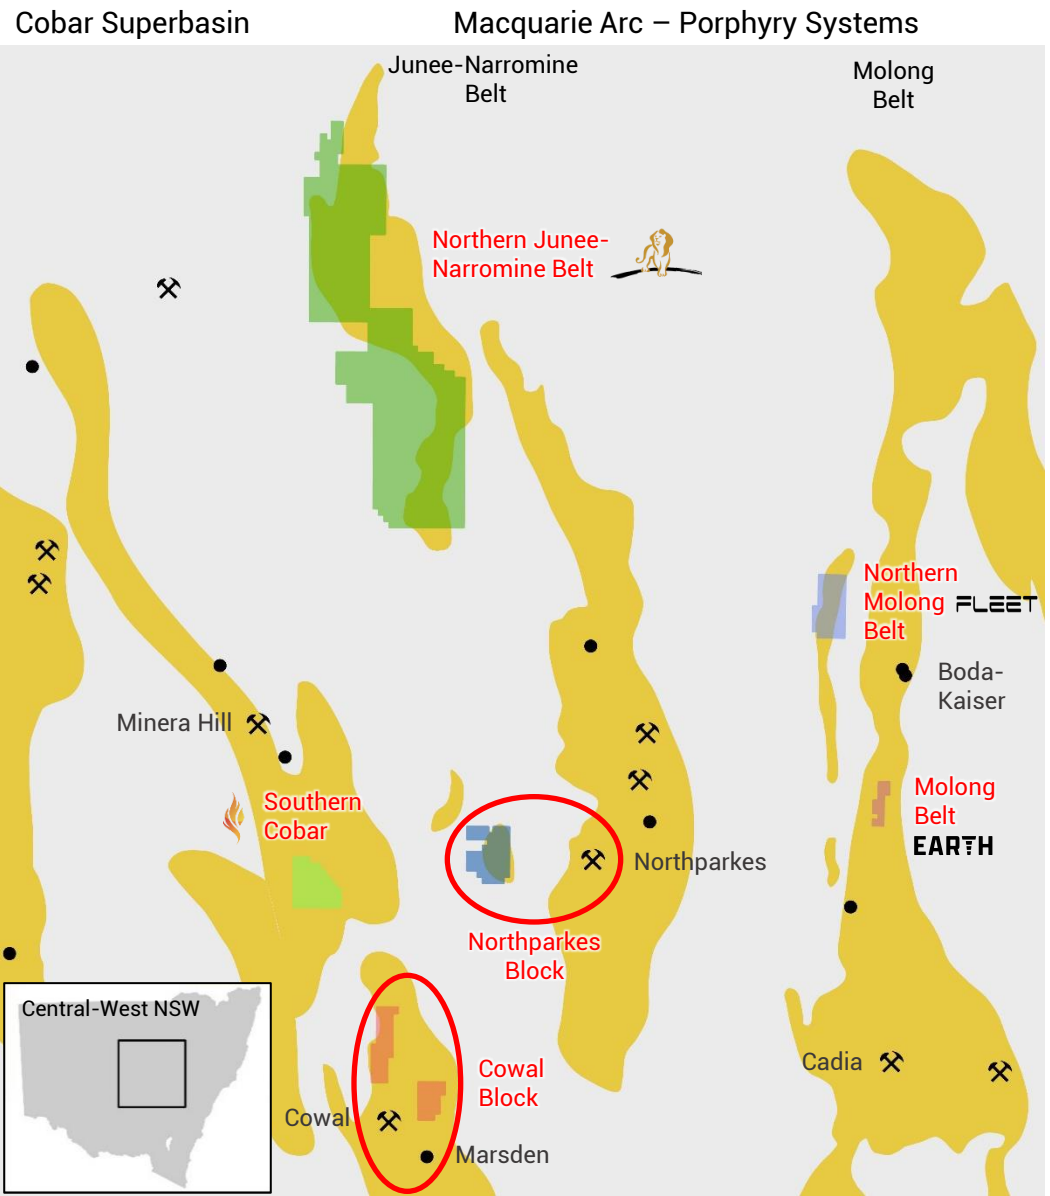 Cobar Superbasin
Macquarie Arc – Porphyry Systems
Junee-Narromine
Belt
Molong
Belt
Northern Junee-
Narromine Belt
Northern
Molong
Belt
FLEET
Boda-
Kaiser
Minera Hill
Southern
Cobar
Molong
Belt
EARTH
Northparkes
Northparkes
Block
Central-West NSW
Cowal
Block
Cadia
Cowal
Marsden